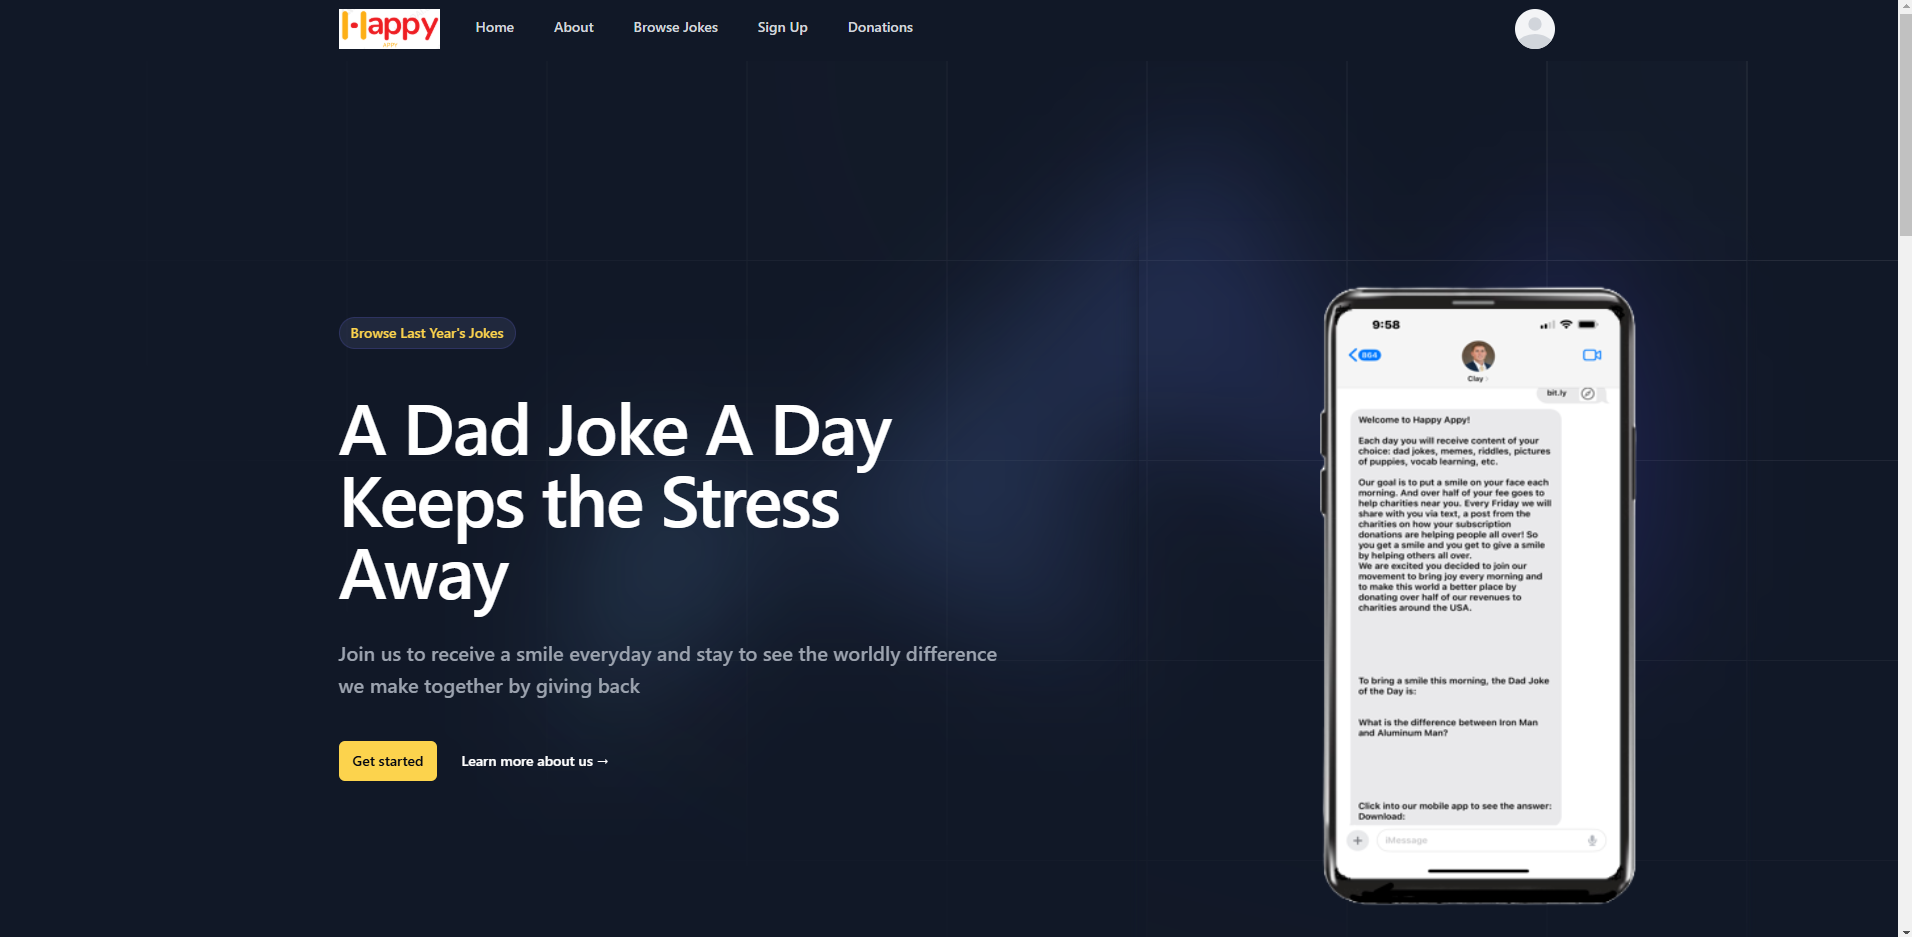 Happy
APPY
Home
About
Browse Jokes
Sign Up
Donations
Browse Last Year's Jokes
A Dad Joke A Day
Keeps the Stress
Away
Join us to receive a smile everyday and stay to see the worldly difference
we make together by giving back
Get started
Learn more about us →
9:58
864
Clay
bit.ly
Welcome to Happy Appy!
Each day you will receive content of your
choice: dad jokes, memes, riddles, pictures
of puppies, vocab learning, etc.
Our goal is to put a smile on your face each
morning. And over half of your fee goes to
help charities near you. Every Friday we will
share with you via text, a post from the
charities on how your subscription
donations are helping people all over! So
you get a smile and you get to give a smile
by helping others all over.
We are excited you decided to join our
movement to bring joy every morning and
to make this world a better place by
donating over half of our revenues to
charities around the USA.
To bring a smile this morning, the Dad Joke
of the Day is:
What is the difference between Iron Man
and Aluminum Man?
Click into our mobile app to see the answer:
Download:
iMessage